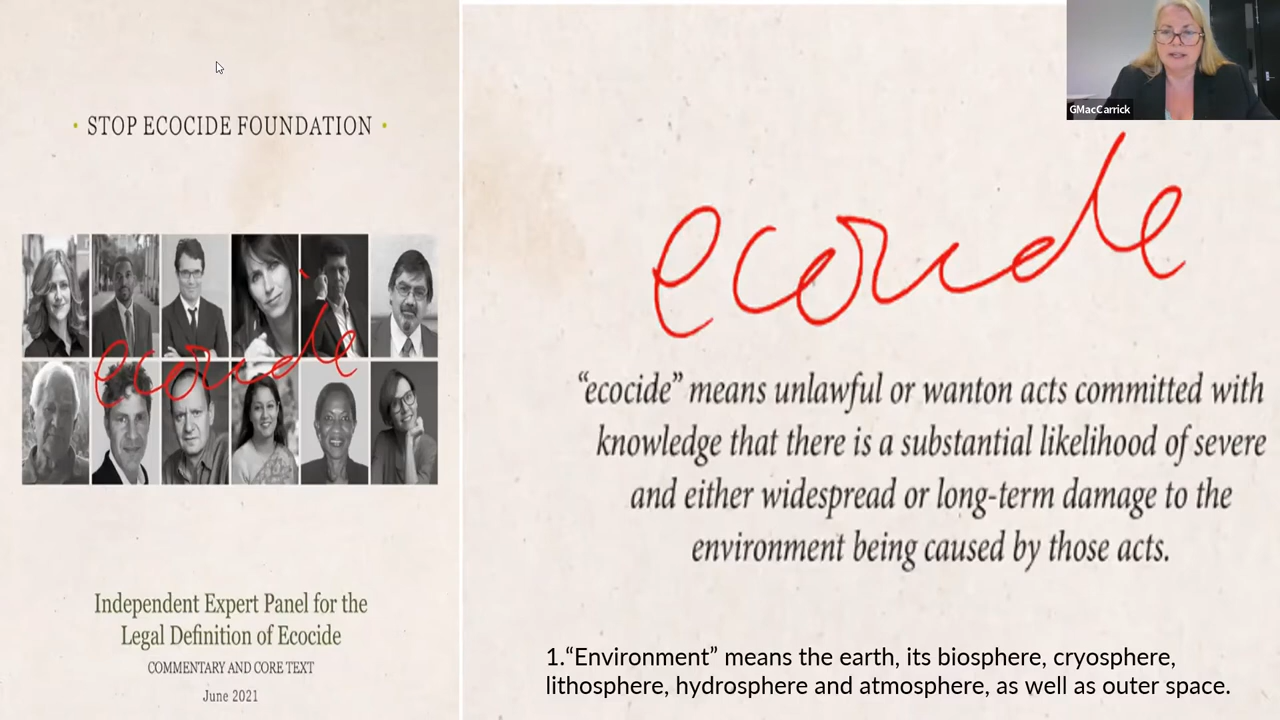 • STOP ECOCIDE FOUNDATION •
ecocide
Independent Expert Panel for the
Legal Definition of Ecocide
COMMENTARY AND CORE TEXT
June 2021
GMacCarrick
ecocide
“ecocide” means unlawful or wanton acts committed with
knowledge that there is a substantial likelihood of severe
and either widespread or long-term damage to the
environment being caused by those acts.
1.“Environment” means the earth, its biosphere, cryosphere,
lithosphere, hydrosphere and atmosphere, as well as outer space.